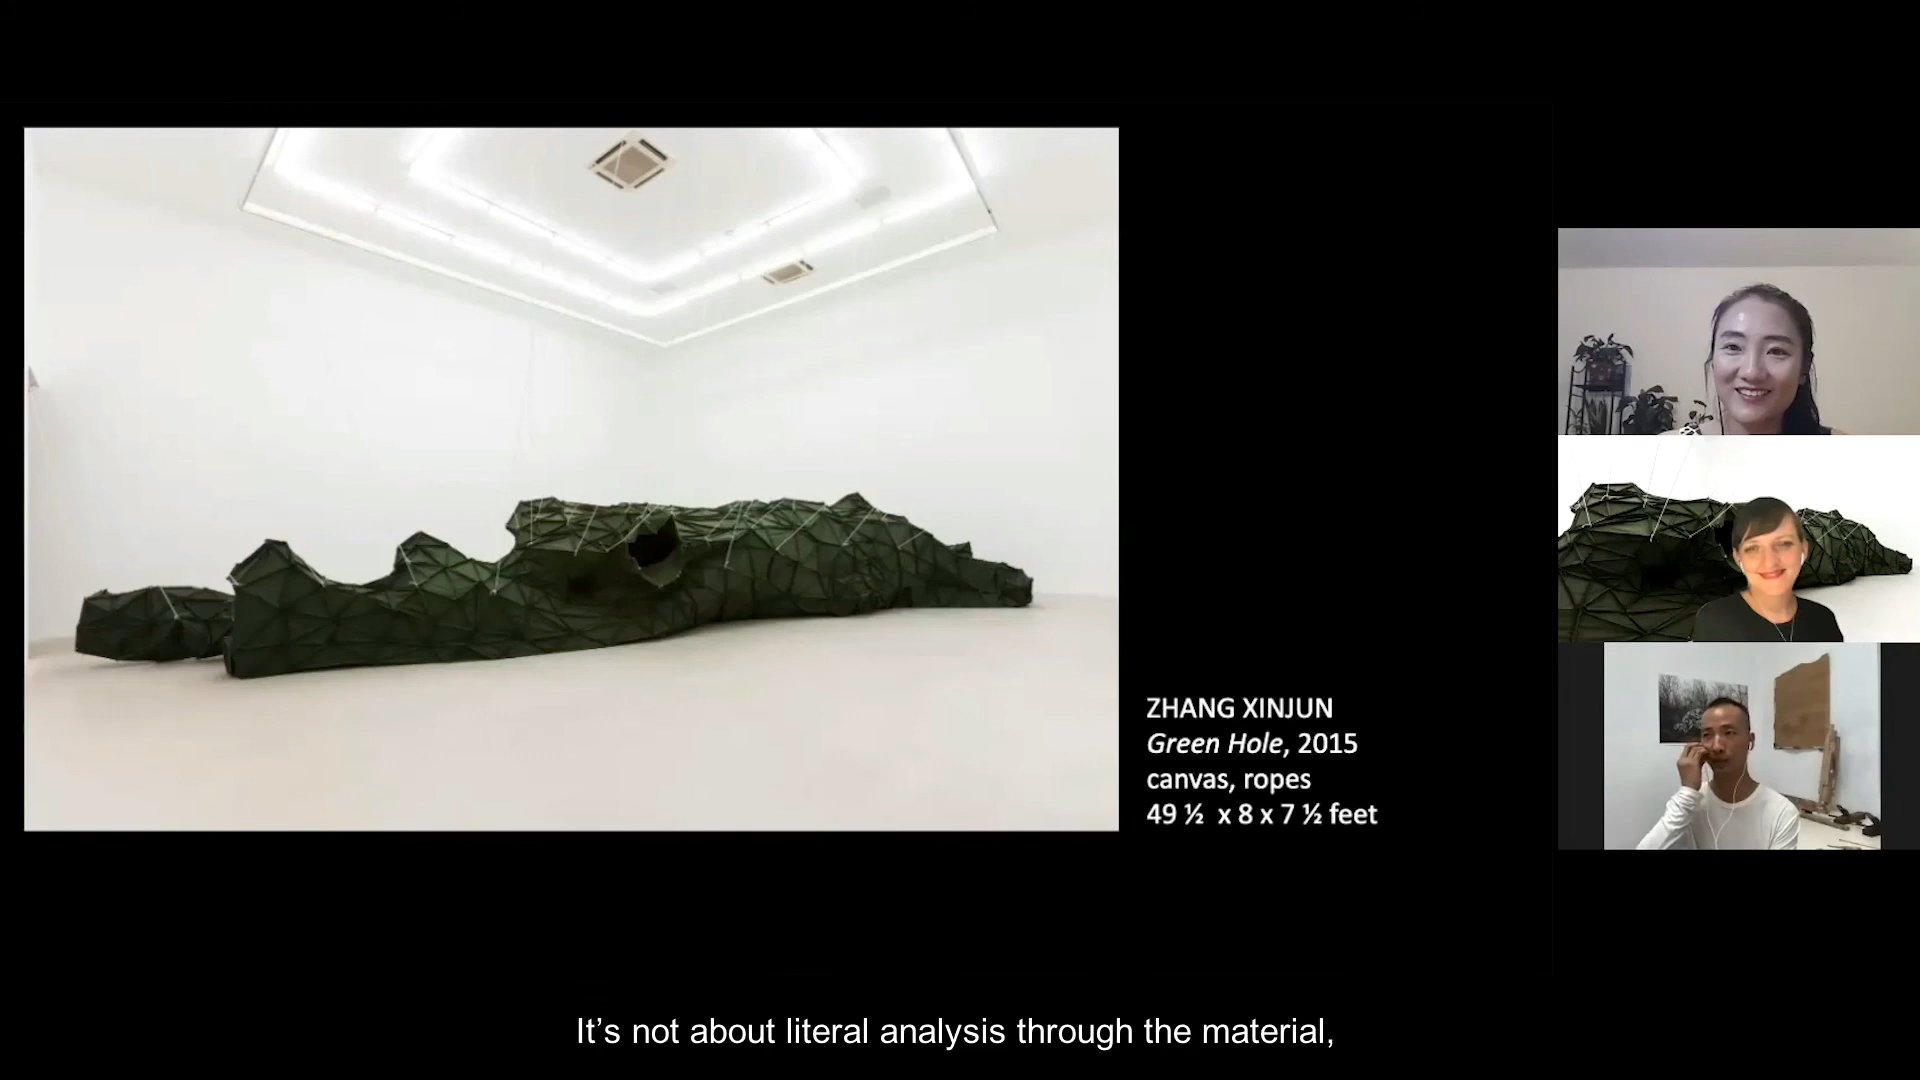 ZHANG XINJUN
Green Hole, 2015
canvas, ropes
49 ½ x 8 x 7 ½ feet
It’s not about literal analysis through the material,